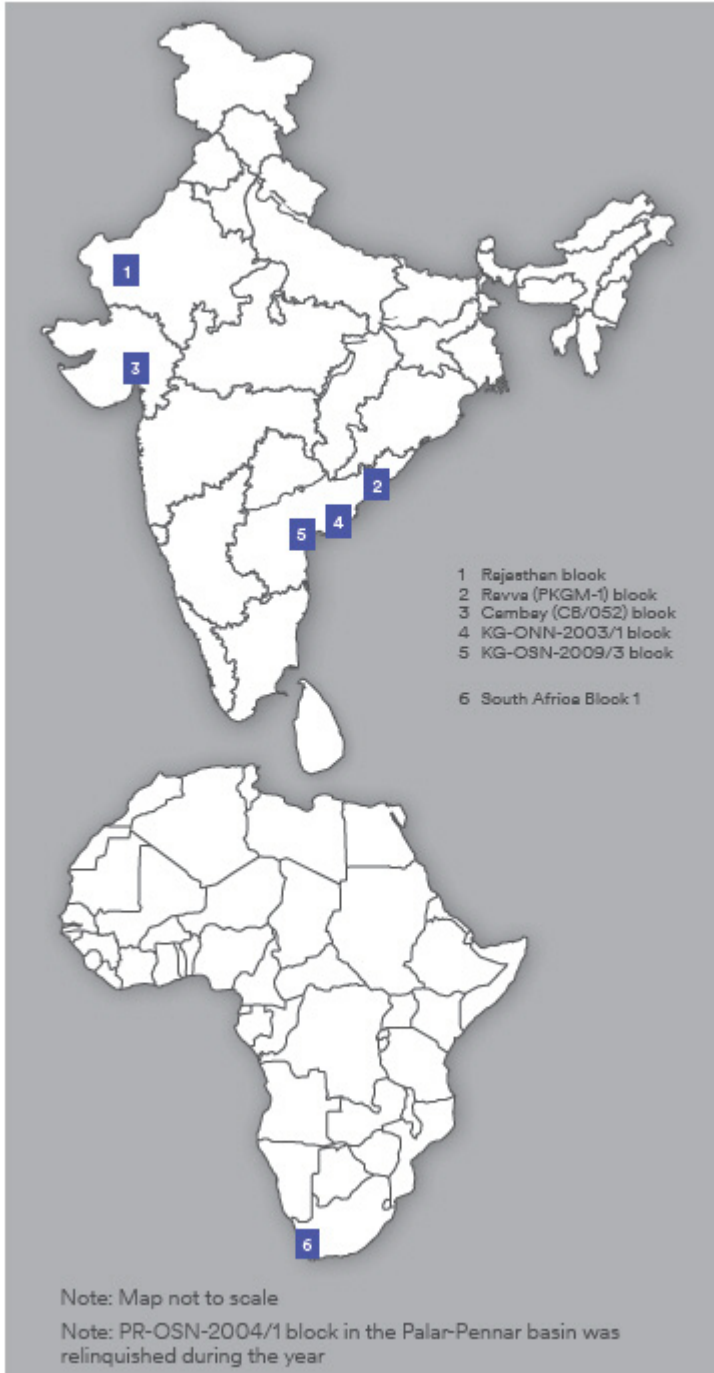 1
3
2
4
5
1 Rajasthan block
2 Ravva (PKGM-1) block
3 Cambay (CB/052) block
4 KG-ONN-2003/1 block
5 KG-OSN-2009/3 block
6 South Africa Block 1
6
Note: Map not to scale
Note: PR-OSN-2004/1 block in the Palar-Pennar basin was
relinquished during the year